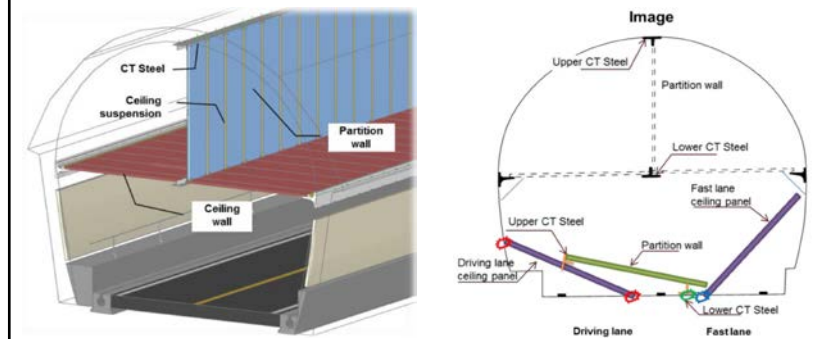 CT Steel
Ceiling
suspension
Partition
wall
Ceiling
wall
Image
Upper CT Steel
Partition wall
Lower CT Steel
Fast lane
ceiling panel
Upper CT Steel
Partition wall
Driving lane
ceiling panel
Lower CT Steel
Driving lane
Fast lane